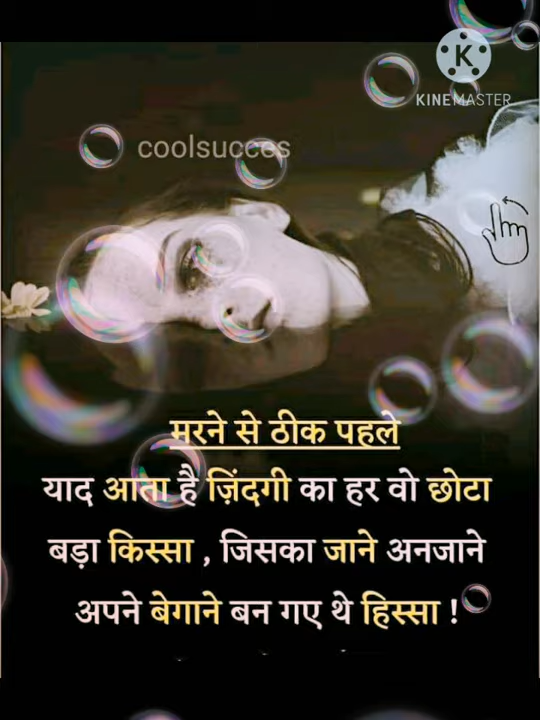 K
KINEMASTER
coolsucces
मरने से ठीक पहले
याद आता है ज़िंदगी का हर वो छोटा
बड़ा किस्सा , जिसका जाने अनजाने
अपने बेगाने बन गए थे हिस्सा !